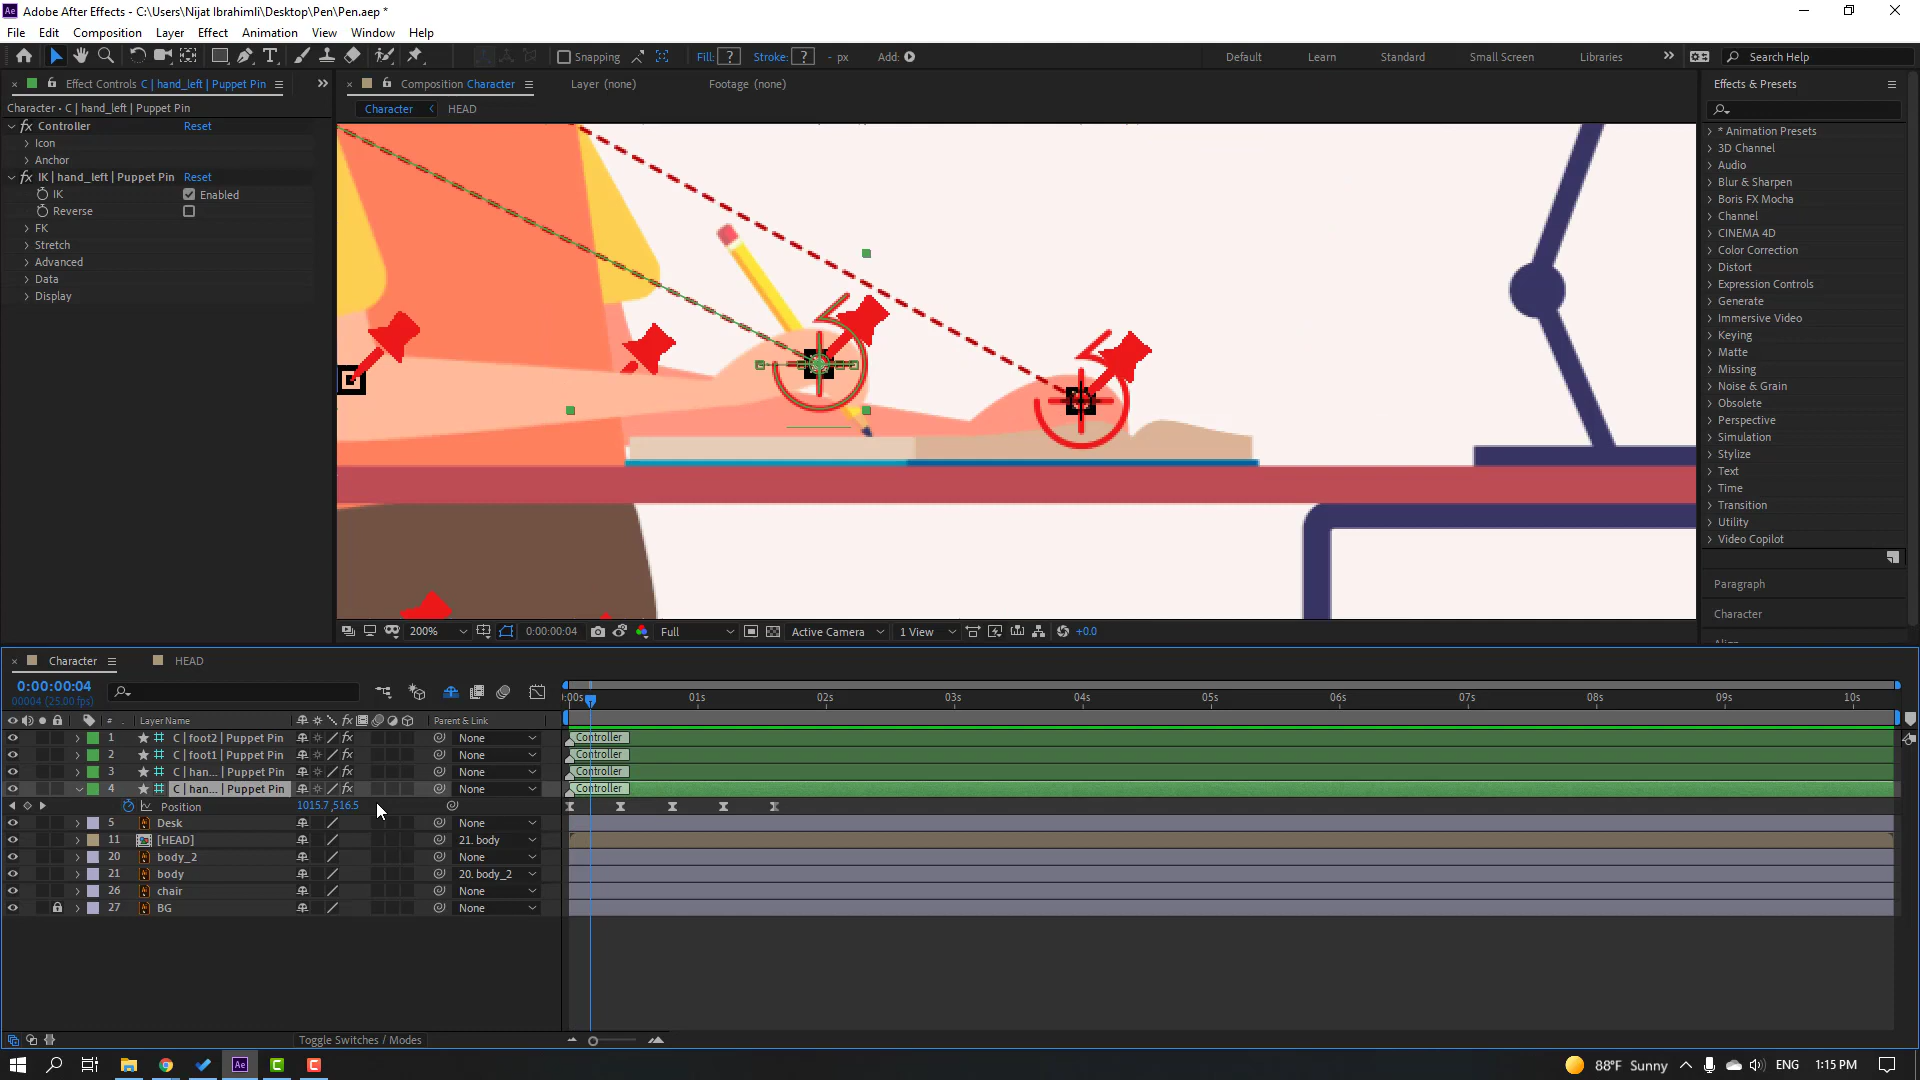 Adobe After Effects - C:\Users\Nijat Ibrahimli\Desktop\Pen\Pen.aep *
File Edit Composition Layer Effect Animation View Window Help
Snapping Fill: ? Stroke: ? - px Add: Default Learn Standard Small Screen Libraries Search Help
Effect Controls C | hand_left | Puppet Pin
Composition Character
Layer (none)
Footage (none)
Effects & Presets
Character • C | hand_left | Puppet Pin
Character
HEAD
fx Controller Reset
Icon
Anchor
fx IK | hand_left | Puppet Pin Reset
IK Enabled
Reverse
FK
Stretch
Advanced
Data
Display
* Animation Presets
3D Channel
Audio
Blur & Sharpen
Boris FX Mocha
Channel
CINEMA 4D
Color Correction
Distort
Expression Controls
Generate
Immersive Video
Keying
Matte
Missing
Noise & Grain
Obsolete
Perspective
Simulation
Stylize
Text
Time
Transition
Utility
Video Copilot
Paragraph
Character
200% 0:00:00:04 Full Active Camera 1 View +0.0
Character
HEAD
0:00:00:04
00004 (25.00 fps)
:00s 01s 02s 03s 04s 05s 06s 07s 08s 09s 10s
# Layer Name fx Parent & Link
1 C | foot2 | Puppet Pin fx None Controller
2 C | foot1 | Puppet Pin fx None Controller
3 C | han... | Puppet Pin fx None Controller
4 C | han... | Puppet Pin fx None Controller
Position 1015.7,516.5
5 Desk None
11 [HEAD] 21. body
20 body_2 None
21 body 20. body_2
26 chair None
27 BG None
Toggle Switches / Modes
Ae 88°F Sunny ENG 1:15 PM